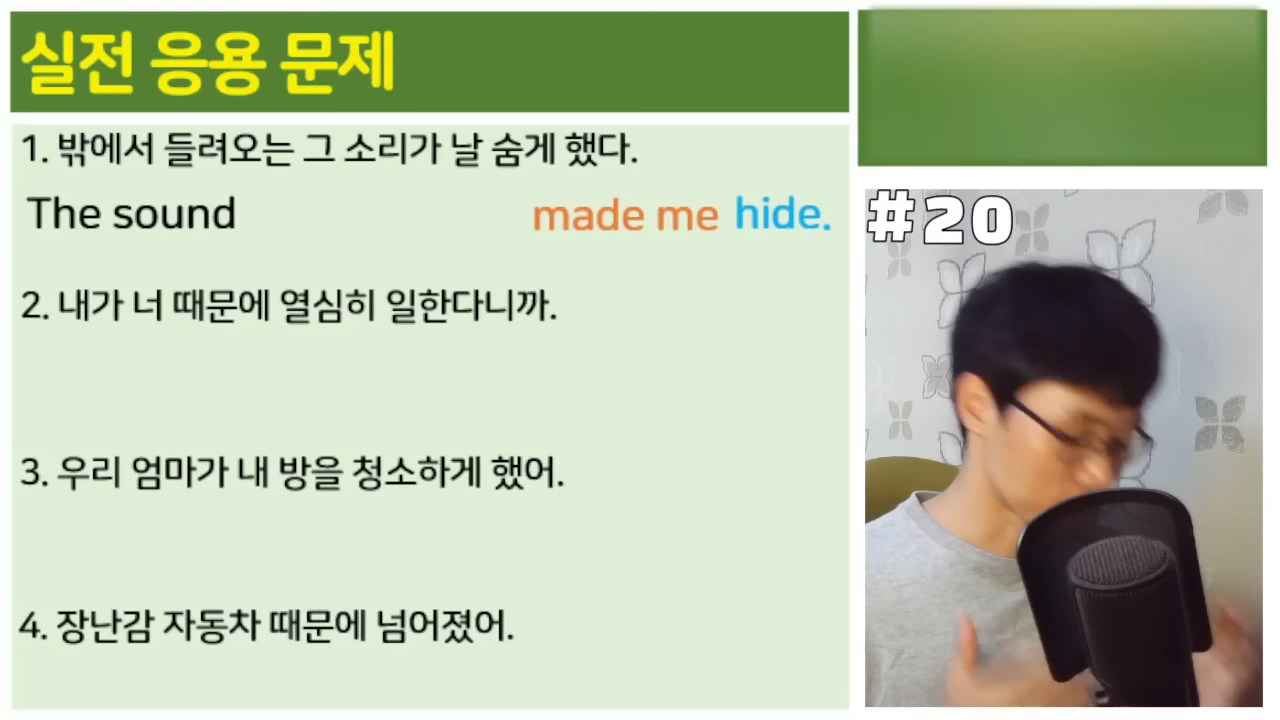 실전 응용 문제
1. 밖에서 들려오는 그 소리가 날 숨게 했다.
The sound made me hide.
2. 내가 너 때문에 열심히 일한다니까.
3. 우리 엄마가 내 방을 청소하게 했어.
4. 장난감 자동차 때문에 넘어졌어.
#20